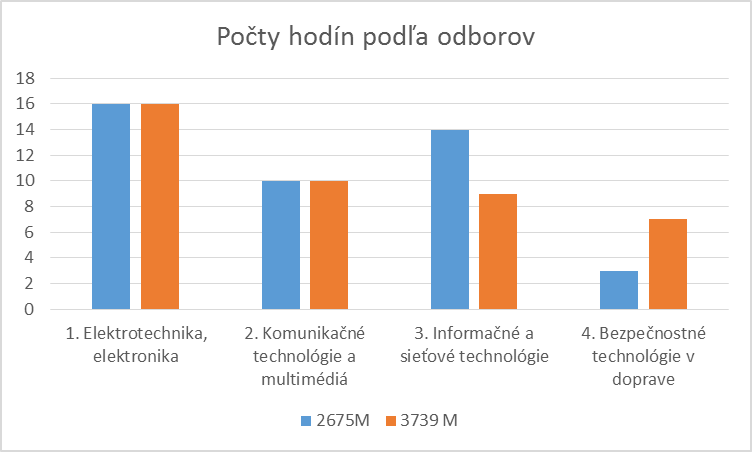 Počty hodín podľa odborov
18
16
14
12
10
8
6
4
2
0
1. Elektrotechnika,
elektronika
2. Komunikačné
technológie a
multimédiá
3. Informačné a
sieťové technológie
4. Bezpečnostné
technológie v
doprave
2675M 3739 M